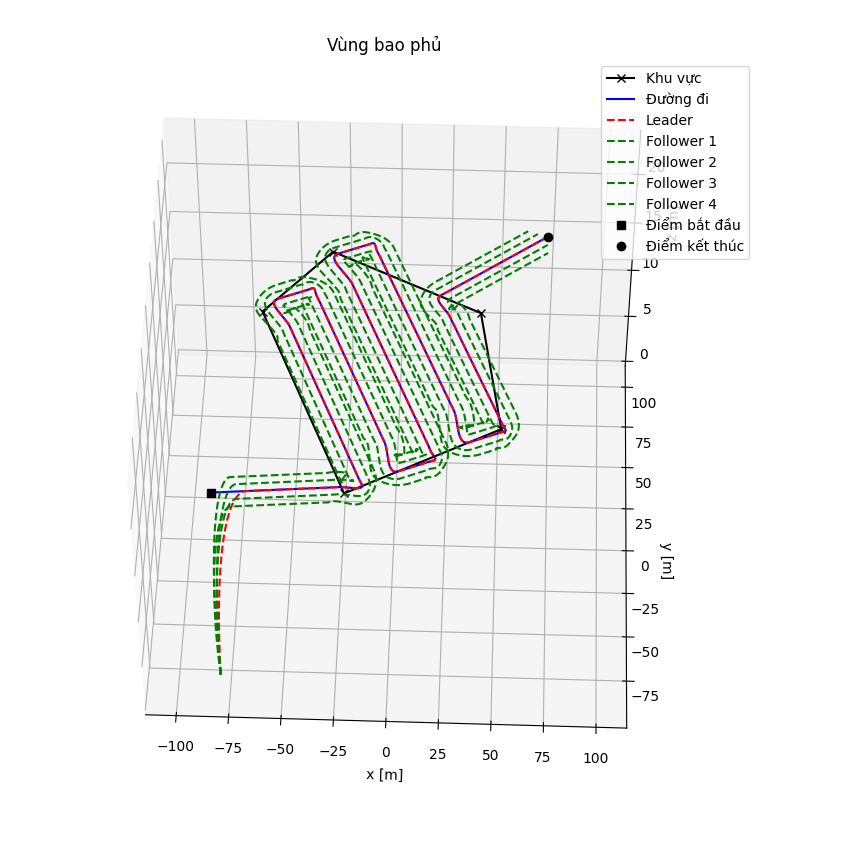 Vùng bao phủ
Khu vực
Đường đi
Leader
Follower 1
Follower 2
Follower 3
Follower 4
Điểm bắt đầu
Điểm kết thúc
20
15
10
5
0
100
75
50
25
0
−25
−50
−75
y [m]
−100 −75 −50 −25 0 25 50 75 100
x [m]